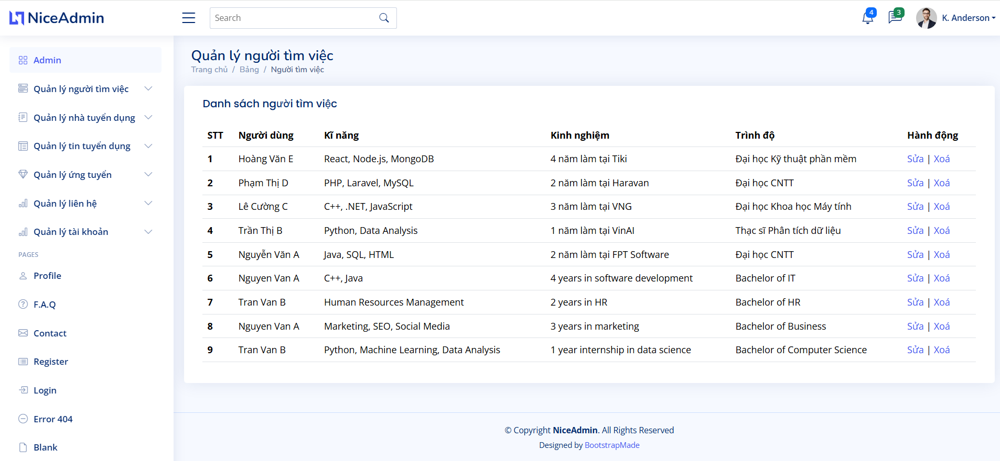 NiceAdmin
Search
4
3
K. Anderson
Admin
Quản lý người tìm việc
Quản lý nhà tuyển dụng
Quản lý tin tuyển dụng
Quản lý ứng tuyển
Quản lý liên hệ
Quản lý tài khoản
PAGES
Profile
F.A.Q
Contact
Register
Login
Error 404
Blank
Quản lý người tìm việc
Trang chủ / Bảng / Người tìm việc
Danh sách người tìm việc
STT Người dùng Kĩ năng Kinh nghiệm Trình độ Hành động
1 Hoàng Văn E React, Node.js, MongoDB 4 năm làm tại Tiki Đại học Kỹ thuật phần mềm Sửa | Xoá
2 Phạm Thị D PHP, Laravel, MySQL 2 năm làm tại Haravan Đại học CNTT Sửa | Xoá
3 Lê Cường C C++, .NET, JavaScript 3 năm làm tại VNG Đại học Khoa học Máy tính Sửa | Xoá
4 Trần Thị B Python, Data Analysis 1 năm làm tại VinAI Thạc sĩ Phân tích dữ liệu Sửa | Xoá
5 Nguyễn Văn A Java, SQL, HTML 2 năm làm tại FPT Software Đại học CNTT Sửa | Xoá
6 Nguyen Van A C++, Java 4 years in software development Bachelor of IT Sửa | Xoá
7 Tran Van B Human Resources Management 2 years in HR Bachelor of HR Sửa | Xoá
8 Nguyen Van A Marketing, SEO, Social Media 3 years in marketing Bachelor of Business Sửa | Xoá
9 Tran Van B Python, Machine Learning, Data Analysis 1 year internship in data science Bachelor of Computer Science Sửa | Xoá
© Copyright NiceAdmin. All Rights Reserved
Designed by BootstrapMade